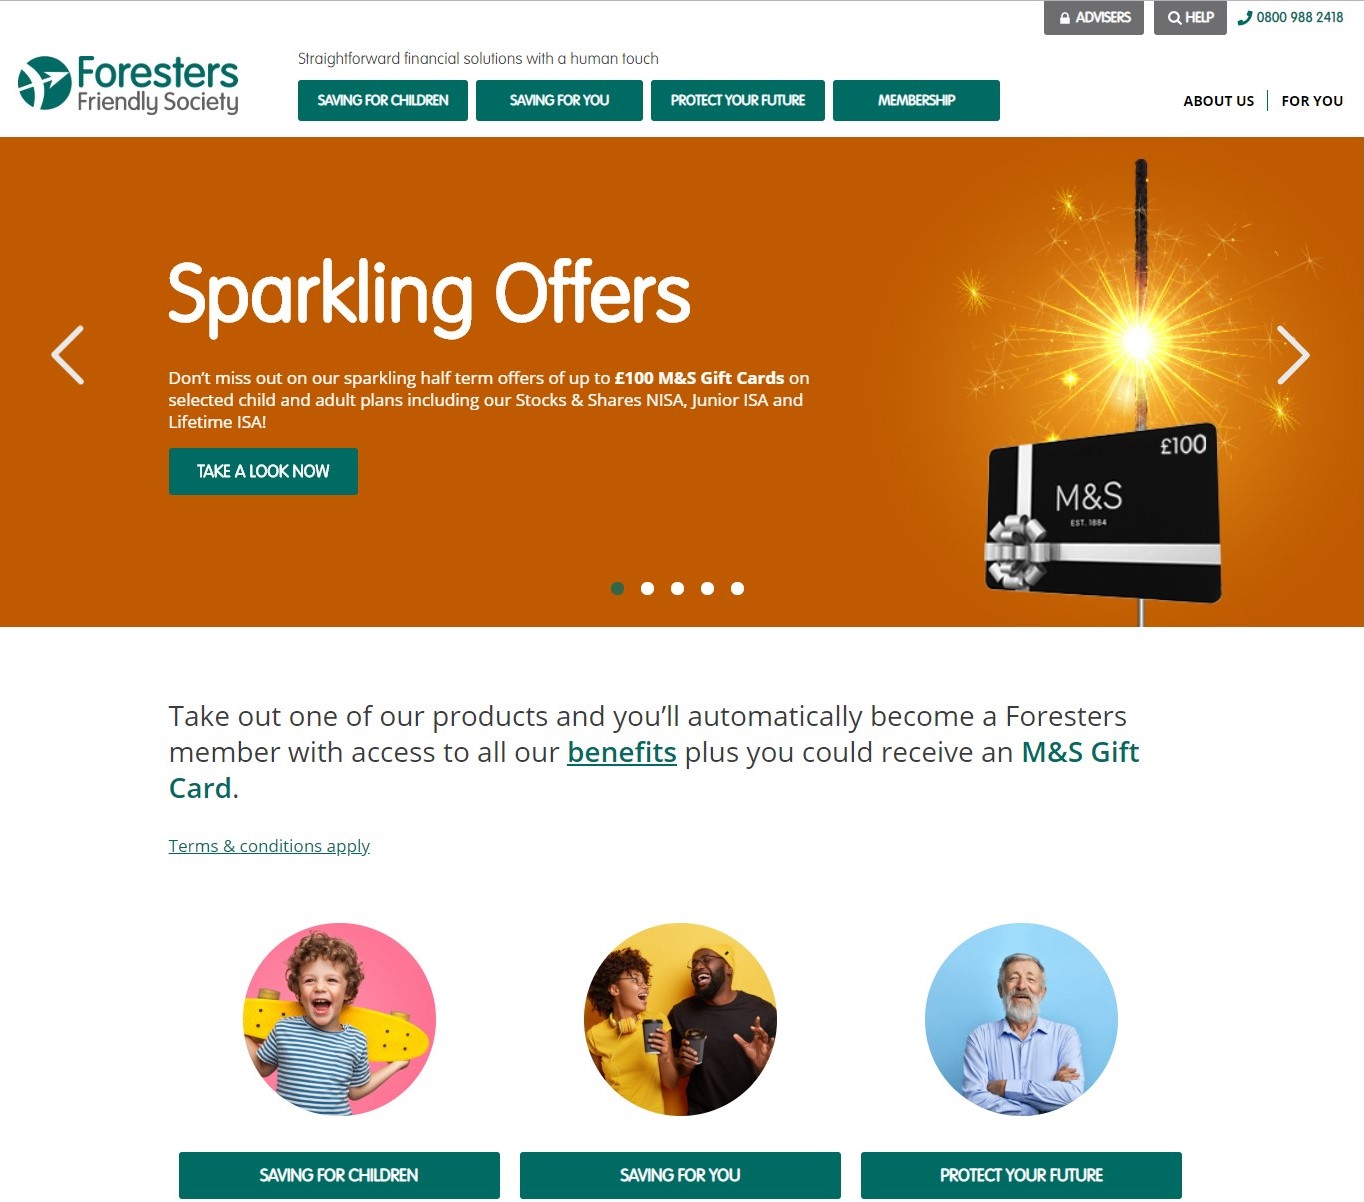 ADVISERS
HELP
0800 988 2418
Foresters
Friendly Society
Straightforward financial solutions with a human touch
SAVING FOR CHILDREN
SAVING FOR YOU
PROTECT YOUR FUTURE
MEMBERSHIP
ABOUT US
FOR YOU
Sparkling Offers
Don't miss out on our sparkling half term offers of up to £100 M&S Gift Cards on
selected child and adult plans including our Stocks & Shares NISA, Junior ISA and
Lifetime ISA!
TAKE A LOOK NOW
£100
M&S
EST. 1884
Take out one of our products and you’ll automatically become a Foresters
member with access to all our benefits plus you could receive an M&S Gift
Card.
Terms & conditions apply
SAVING FOR CHILDREN
SAVING FOR YOU
PROTECT YOUR FUTURE